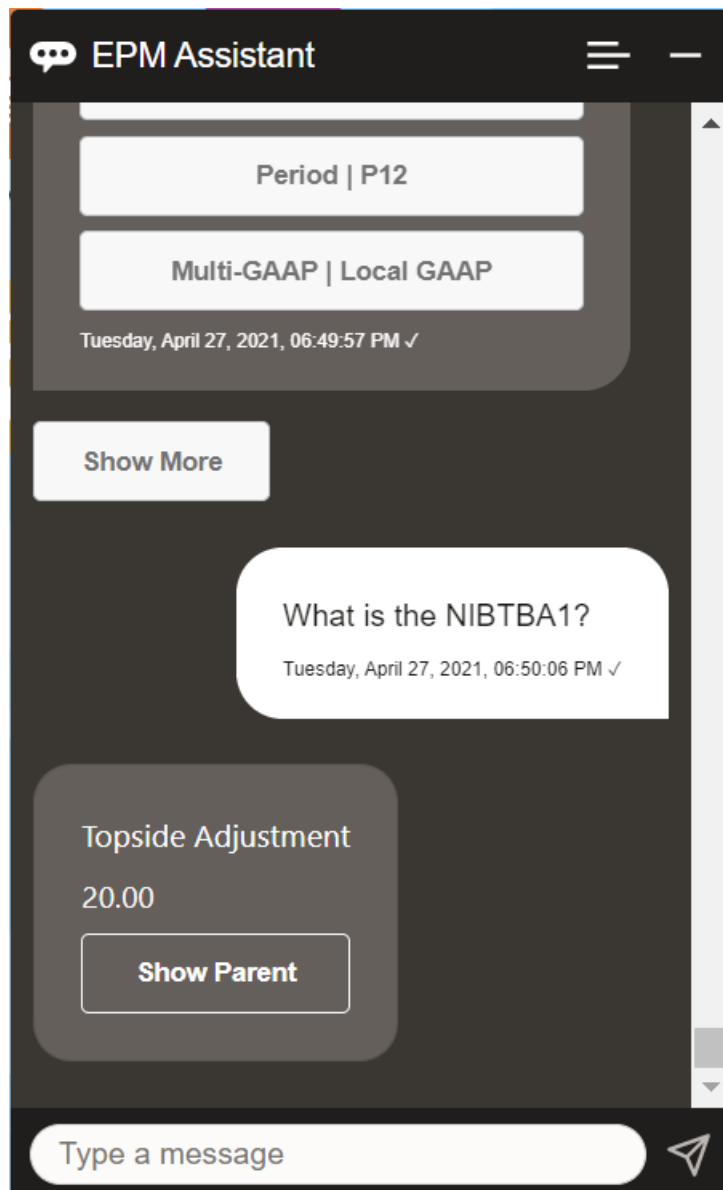 EPM Assistant
Period | P12
Multi-GAAP | Local GAAP
Tuesday, April 27, 2021, 06:49:57 PM ✓
Show More
What is the NIBTBA1?
Tuesday, April 27, 2021, 06:50:06 PM ✓
Topside Adjustment
20.00
Show Parent
Type a message